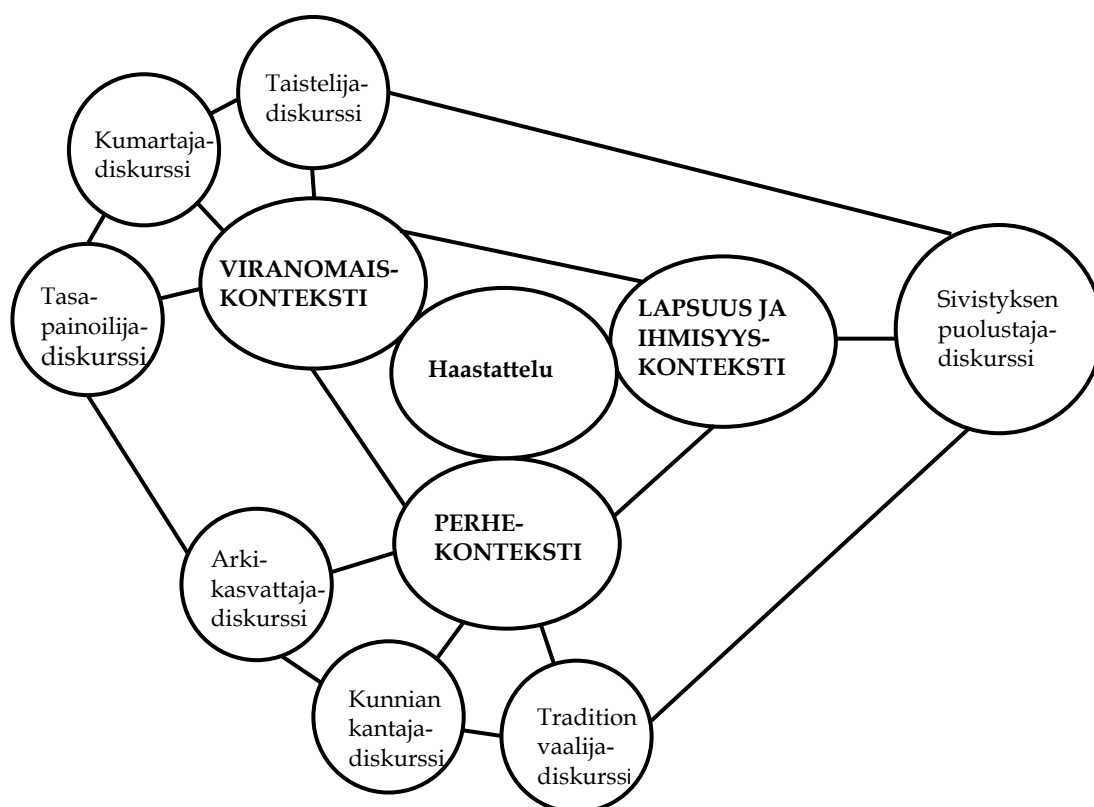 Taistelija-
diskurssi
Kumartaja-
diskurssi
VIRANOMAIS-
KONTEKSTI
Tasa-
painoilija-
diskurssi
LAPSUUS JA
IHMISYYS-
KONTEKSTI
Sivistyksen
puolustaja-
diskurssi
Haastattelu
PERHE-
KONTEKSTI
Arki-
kasvattaja-
diskurssi
Kunnian
kantaja-
diskurssi
Tradition
vaalija-
diskurssi